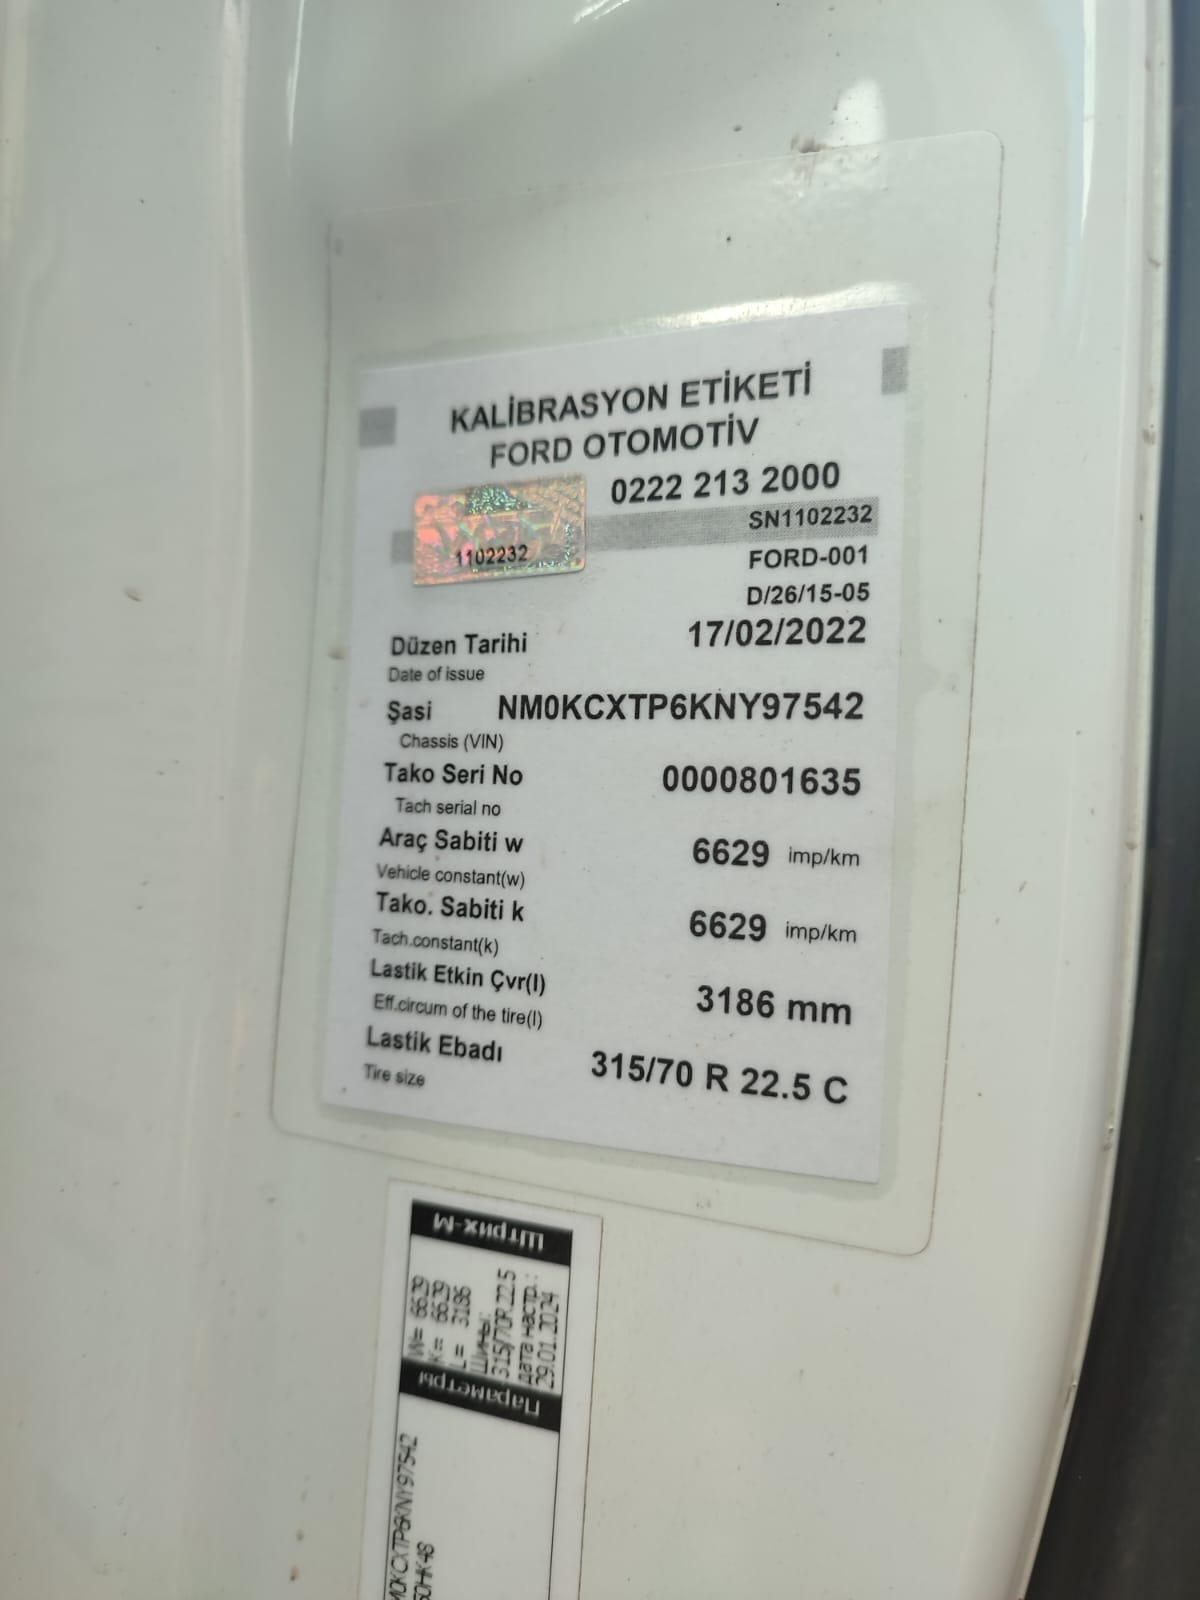 KALİBRASYON ETİKETİ
FORD OTOMOTİV
0222 213 2000
SN1102232
1102232
FORD-001
D/26/15-05
Düzen Tarihi 17/02/2022
Date of issue
Şasi NM0KCXTP6KNY97542
Chassis (VIN)
Tako Seri No 0000801635
Tach serial no
Araç Sabiti w 6629 imp/km
Vehicle constant(w)
Tako. Sabiti k 6629 imp/km
Tach.constant(k)
Lastik Etkin Çvr(l) 3186 mm
Eff.circum of the tire(l)
Lastik Ebadı 315/70 R 22.5 C
Tire size
Штрих-М
W= 6629
K= 6629
L= 3186
Шины:
315/70R22.5
дата настр.:
29.01.2024
Параметры
M0KCXTP6KNY97542
50HK48